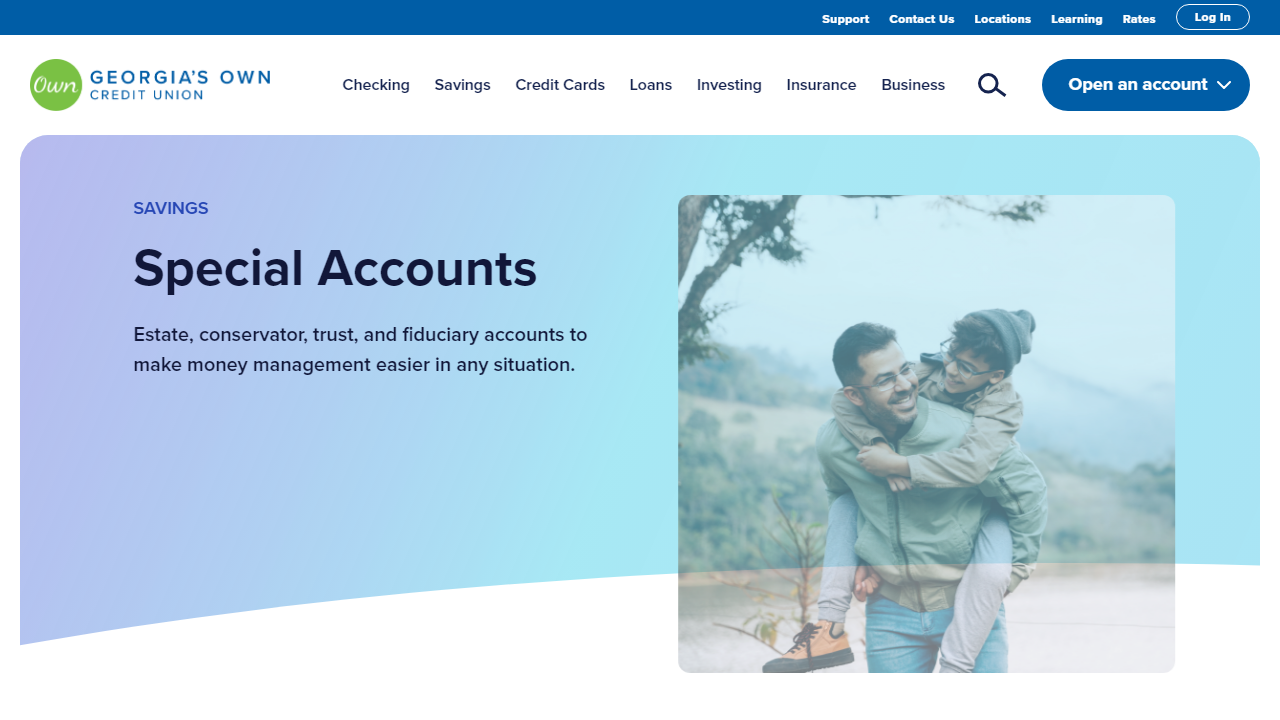 Support
Contact Us
Locations
Learning
Rates
Log In
Own
GEORGIA'S OWN
CREDIT UNION
Checking
Savings
Credit Cards
Loans
Investing
Insurance
Business
Open an account
SAVINGS
Special Accounts
Estate, conservator, trust, and fiduciary accounts to
make money management easier in any situation.